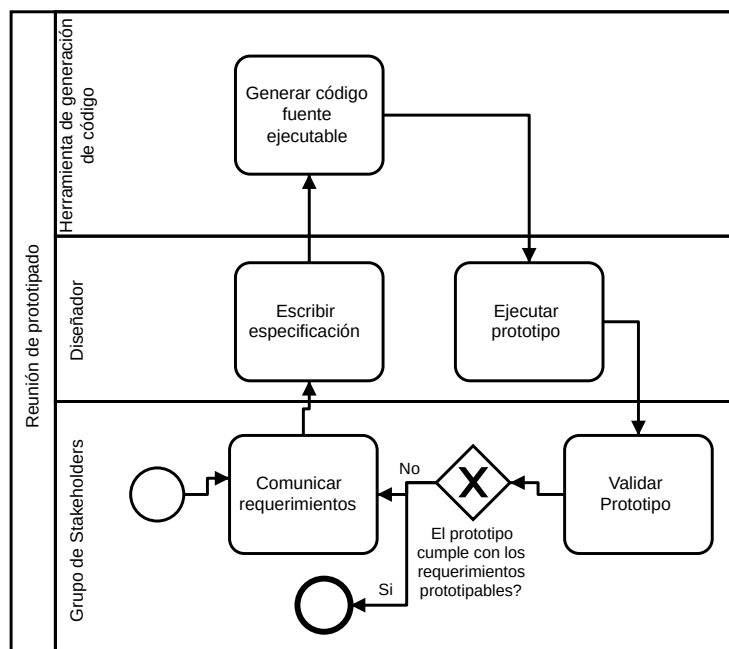 Reunión de prototipado
Herramienta de generación
de código
Generar código
fuente
ejecutable
Diseñador
Escribir
especificación
Ejecutar
prototipo
Grupo de Stakeholders
Comunicar
requerimientos
No
X
Validar
Prototipo
El prototipo
cumple con los
requerimientos
prototipables?
Si